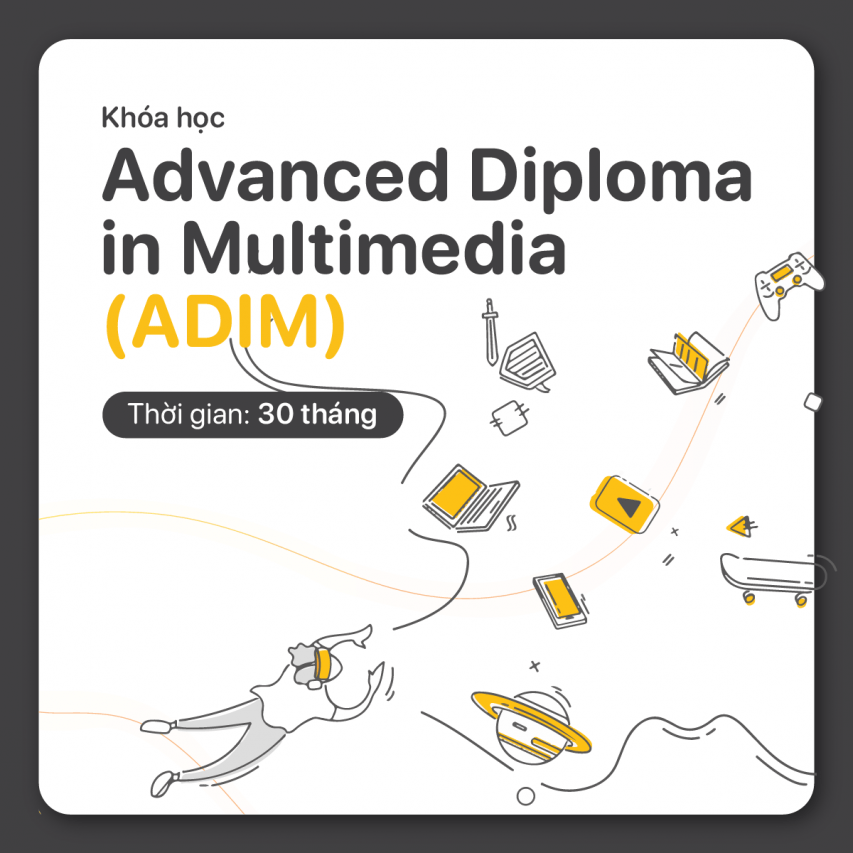 Khóa học
Advanced Diploma
in Multimedia
(ADIM)
Thời gian: 30 tháng